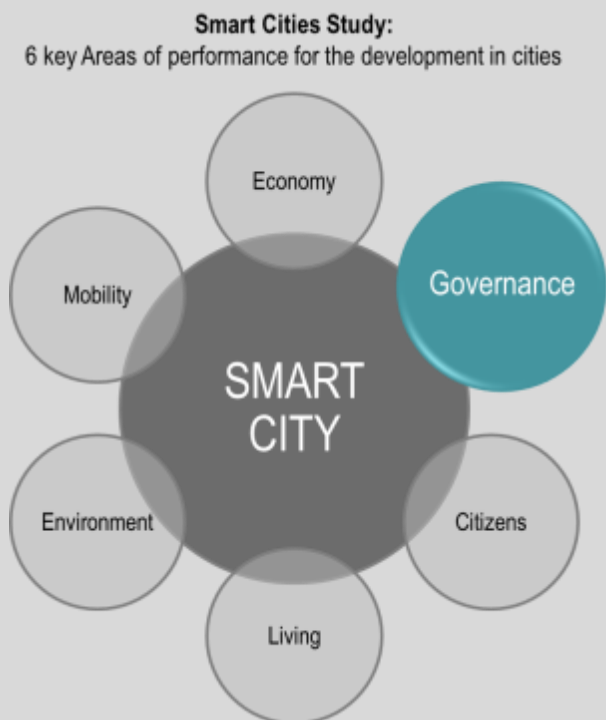 Smart Cities Study:
6 key Areas of performance for the development in cities
Economy
Governance
Mobility
SMART
CITY
Environment
Citizens
Living